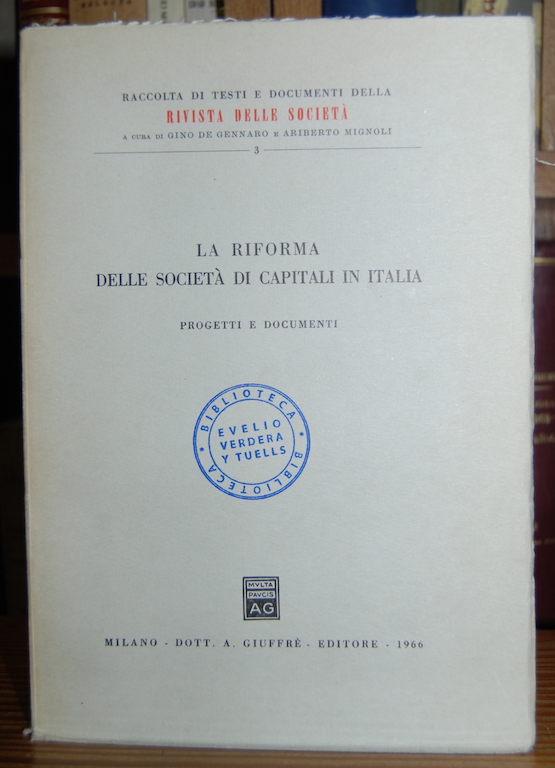 RACCOLTA DI TESTI E DOCUMENTI DELLA
RIVISTA DELLE SOCIETÀ
A CURA DI GINO DE GENNARO E ARIBERTO MIGNOLI
3
LA RIFORMA
DELLE SOCIETÀ DI CAPITALI IN ITALIA
PROGETTI E DOCUMENTI
* BIBLIOTECA * BIBLIOTECA
EVELIO
VERDERA
Y TUELLS
MVLTA
PAVCIS
AG
MILANO - DOTT. A. GIUFFRÈ - EDITORE - 1966